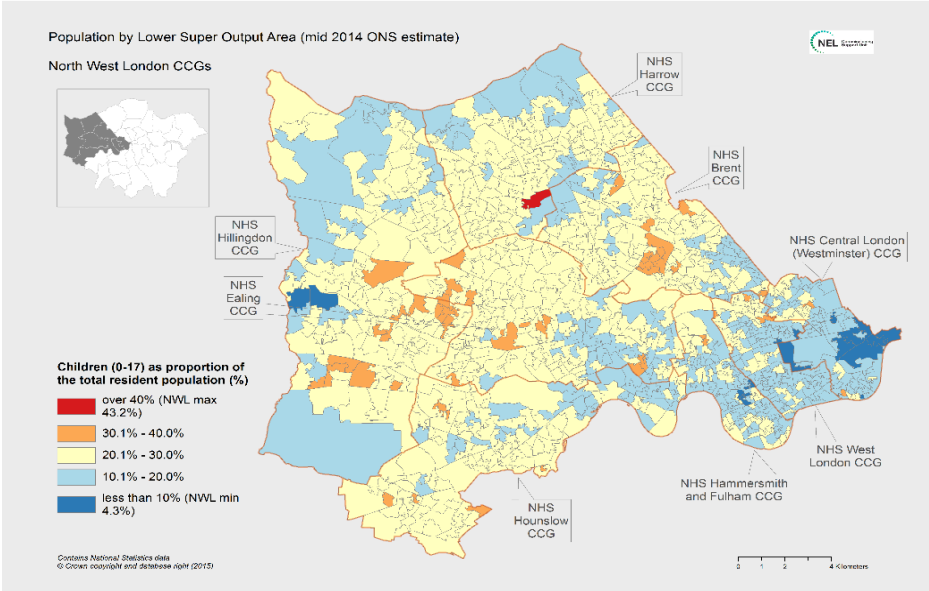 Population by Lower Super Output Area (mid 2014 ONS estimate)
North West London CCGs
NEL Commissioning
Support Unit
NHS
Harrow
CCG
NHS
Brent
CCG
NHS
Hillingdon
CCG
NHS Central London
(Westminster) CCG
NHS
Ealing
CCG
Children (0-17) as proportion of
the total resident population (%)
over 40% (NWL max
43.2%)
30.1% - 40.0%
20.1% - 30.0%
10.1% - 20.0%
less than 10% (NWL min
4.3%)
NHS West
London CCG
NHS Hammersmith
and Fulham CCG
NHS
Hounslow
CCG
Contains National Statistics data
© Crown copyright and database right (2015)
0 1 2 4 Kilometers